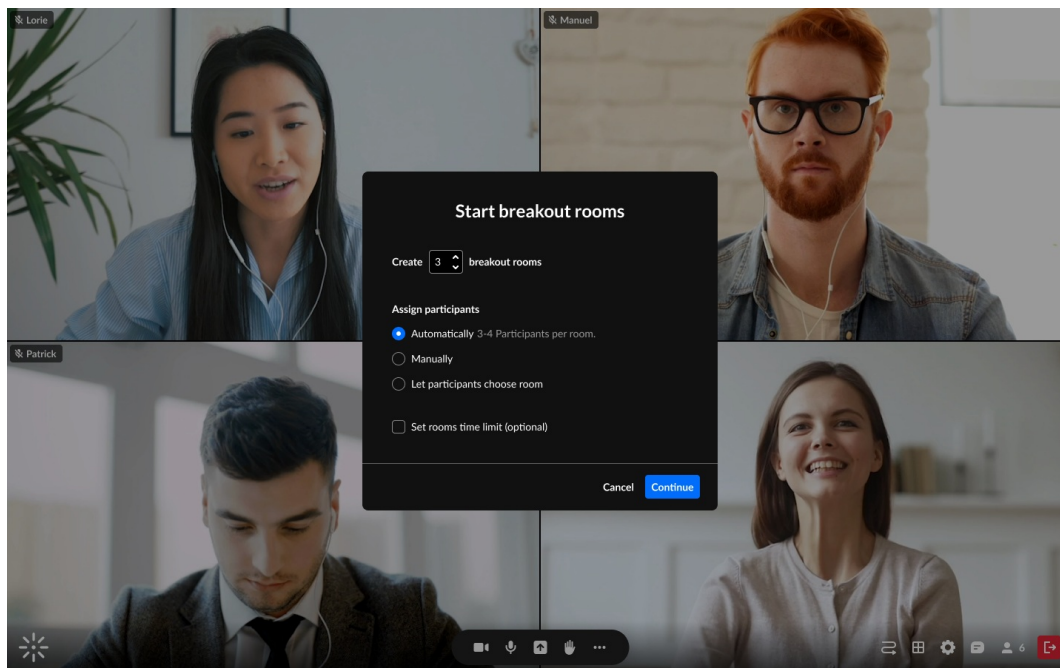 Lorie
Manuel
Start breakout rooms
Create 3 breakout rooms
Assign participants
Automatically 3-4 Participants per room.
Manually
Let participants choose room
Set rooms time limit (optional)
Cancel Continue
Patrick
6